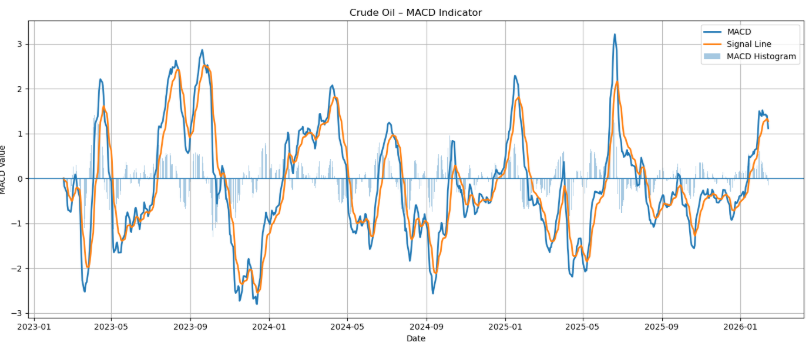 Crude Oil – MACD Indicator
MACD
Signal Line
MACD Histogram
3
2
1
0
−1
−2
−3
MACD Value
2023-01
2023-05
2023-09
2024-01
2024-05
2024-09
2025-01
2025-05
2025-09
2026-01
Date